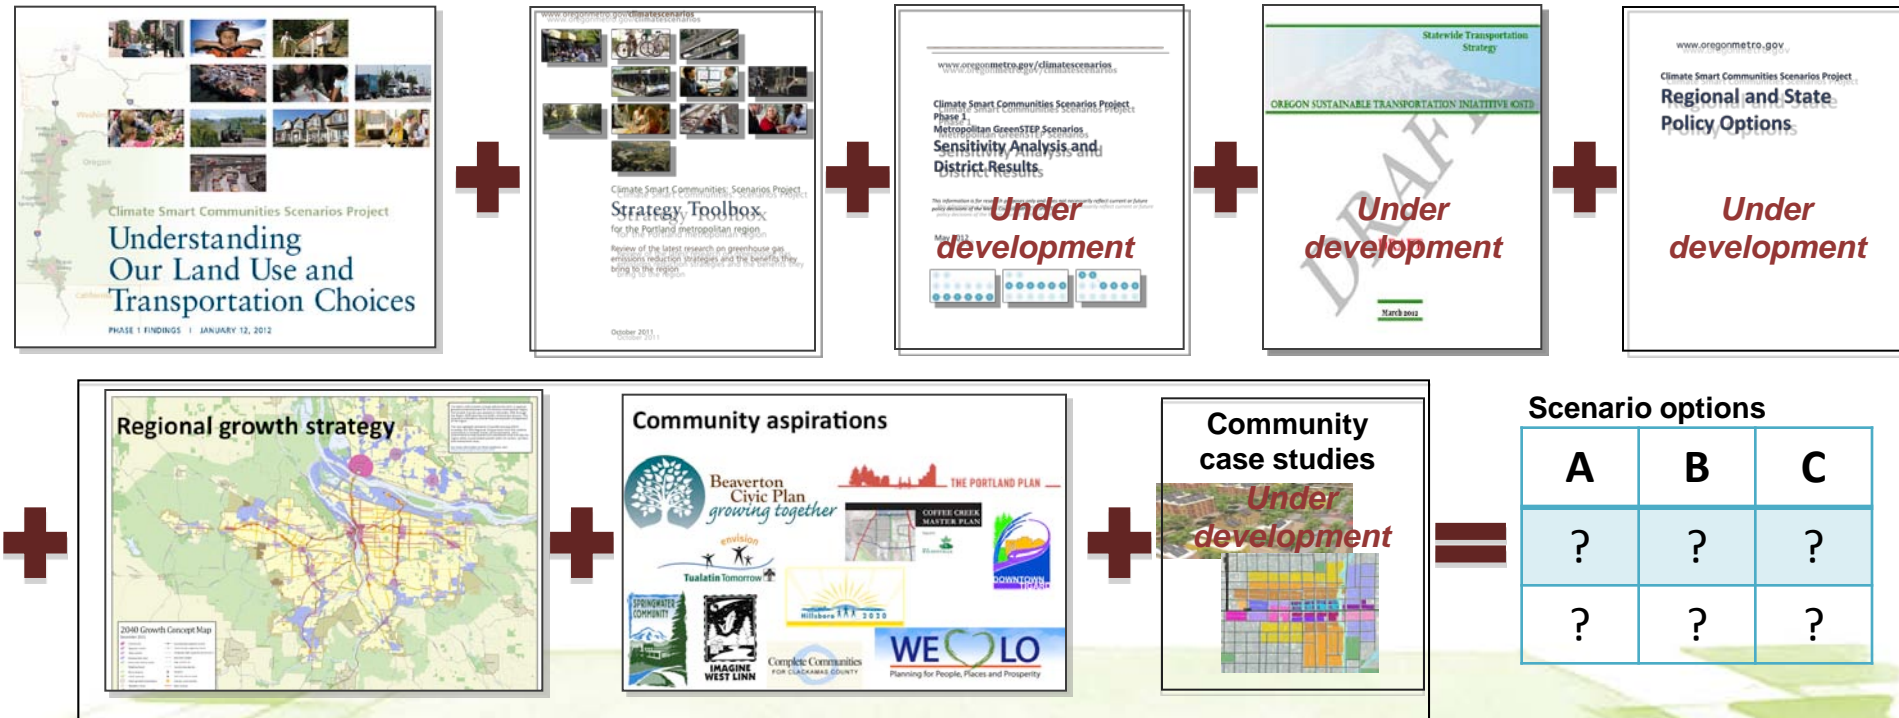 Climate Smart Communities Scenarios Project
Understanding
Our Land Use and
Transportation Choices
PHASE 1 FINDINGS | JANUARY 12, 2012
www.oregonmetro.gov/climatescenarios
Climate Smart Communities: Scenarios Project
Strategy Toolbox
for the Portland metropolitan region
Review of the latest research on greenhouse gas
emissions reduction strategies and the benefits they
bring to the region
October 2011
www.oregonmetro.gov/climatescenarios
Climate Smart Communities Scenarios Project
Phase 1
Metropolitan GreenSTEP Scenarios
Sensitivity Analysis and
District Results
Under
development
May 2012
Statewide Transportation
Strategy
OREGON SUSTAINABLE TRANSPORTATION INIATIITIVE (OSTI)
DRAFT
Under
development
DRAFT
March 2012
www.oregonmetro.gov
Climate Smart Communities Scenarios Project
Regional and State
Policy Options
Under
development
Regional growth strategy
2040 Growth Concept Map
Community aspirations
Beaverton
Civic Plan
growing together
THE PORTLAND PLAN
COFFEE CREEK
MASTER PLAN
envision
Tualatin Tomorrow
DOWNTOWN
TIGARD
SPRINGWATER
COMMUNITY
IMAGINE
WEST LINN
Hillsboro 2020
Complete Communities
FOR CLACKAMAS COUNTY
WE LO
Planning for People, Places and Prosperity
Community
case studies
Under
development
Scenario options
A B C
? ? ?
? ? ?